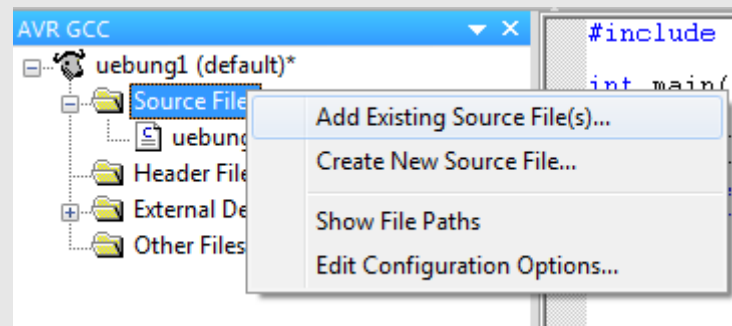 AVR GCC
uebung1 (default)*
Source File
uebung
Header File
External De
Other Files
Add Existing Source File(s)...
Create New Source File...
Show File Paths
Edit Configuration Options...
#include
int main(